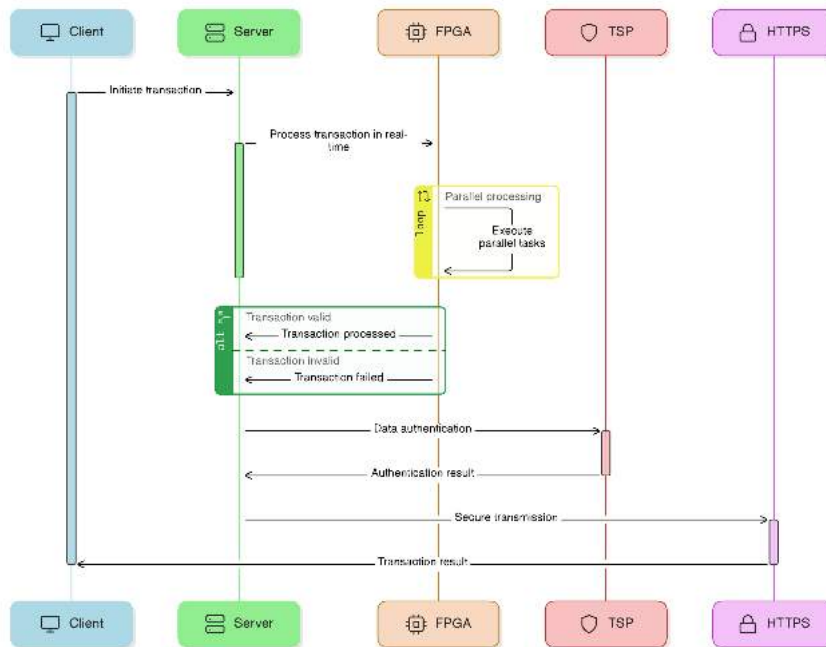 Client
Server
FPGA
TSP
HTTPS
Initiate transaction
Process transaction in real-
time
Parallel processing
loop
Execute
parallel tasks
alt
Transaction valid
Transaction processed
Transaction invalid
Transaction failed
Data authentication
Authentication result
Secure transmission
Transaction result
Client
Server
FPGA
TSP
HTTPS